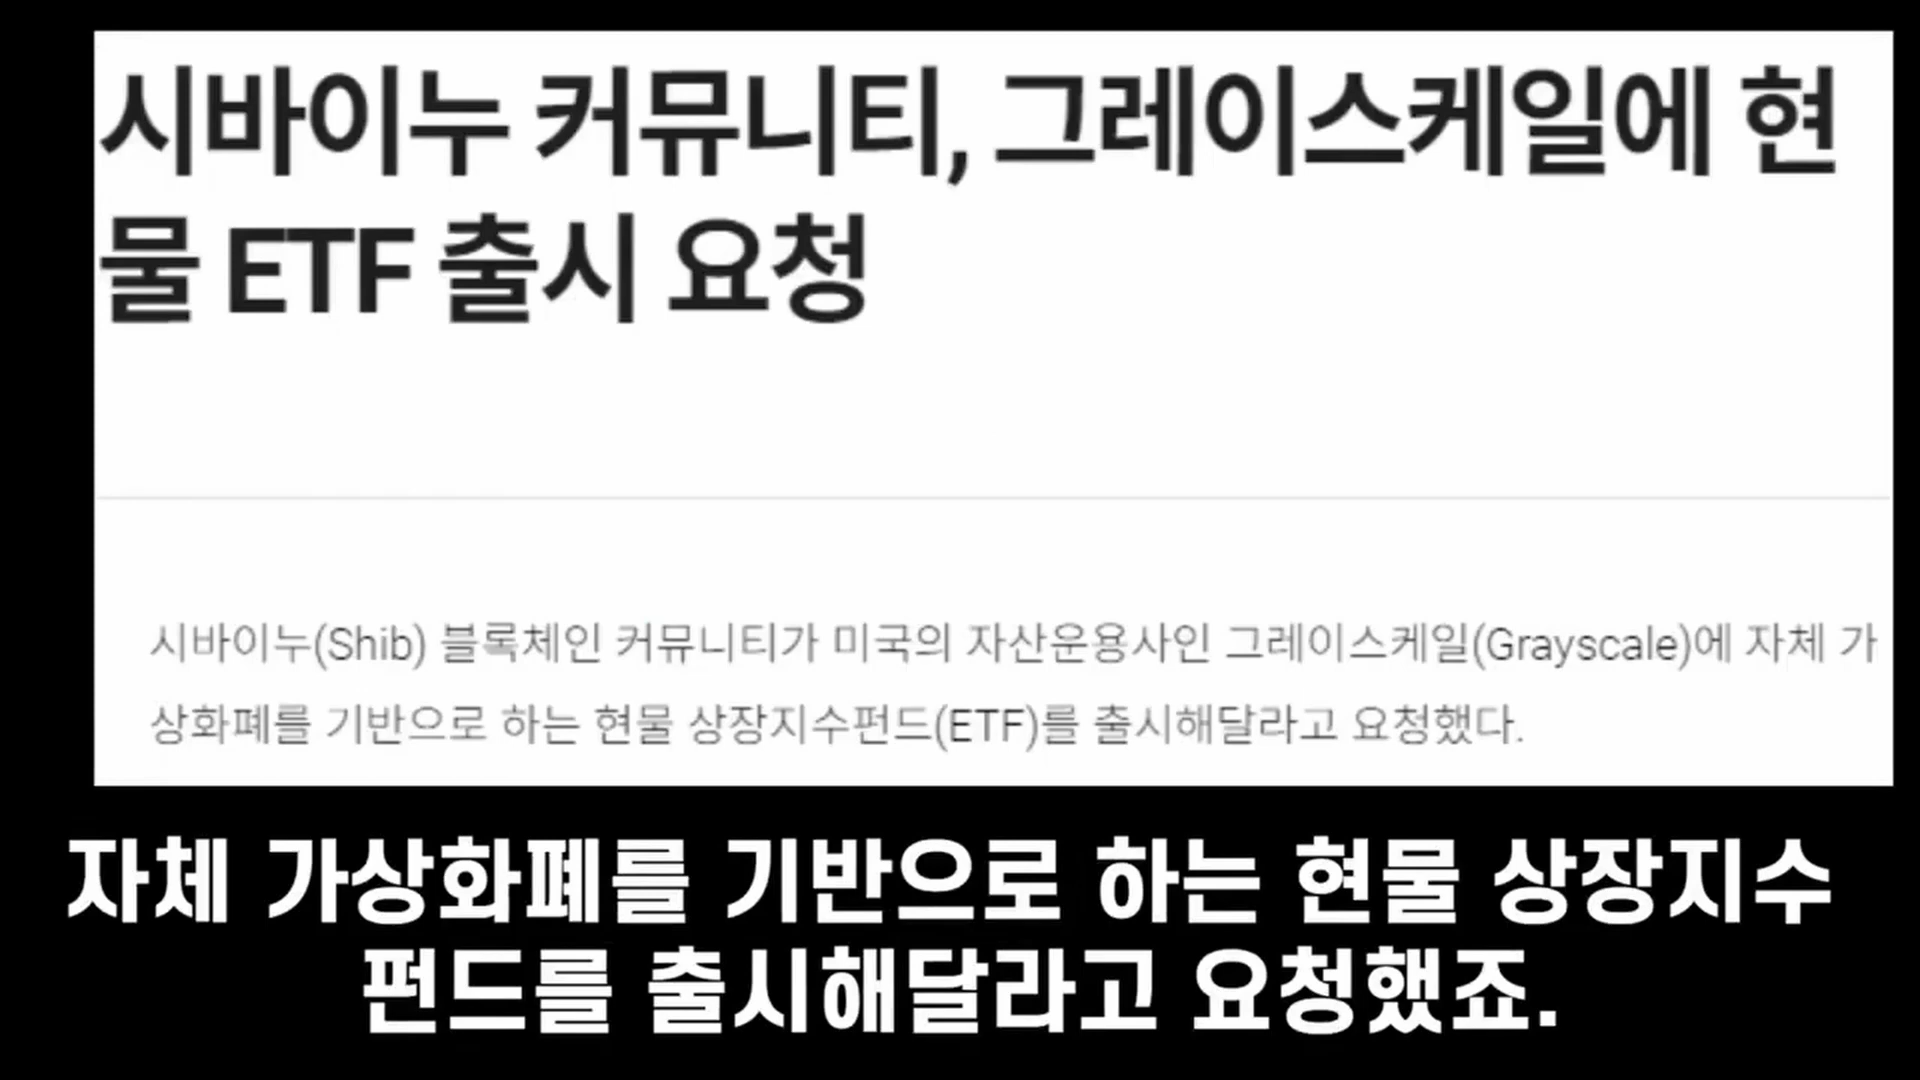 시바이누 커뮤니티, 그레이스케일에 현
물 ETF 출시 요청
시바이누(Shib) 블록체인 커뮤니티가 미국의 자산운용사인 그레이스케일(Grayscale)에 자체 가
상화폐를 기반으로 하는 현물 상장지수펀드(ETF)를 출시해달라고 요청했다.
자체 가상화폐를 기반으로 하는 현물 상장지수
펀드를 출시해달라고 요청했죠.